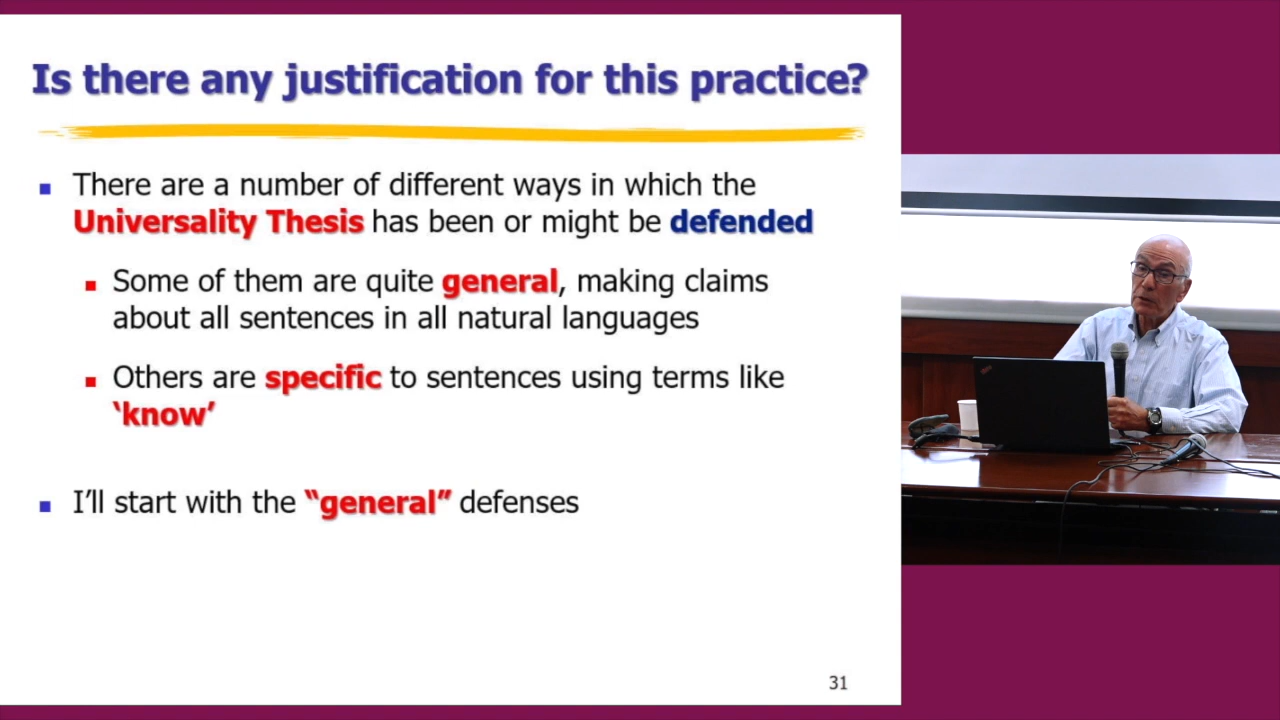 Is there any justification for this practice?
There are a number of different ways in which the
Universality Thesis has been or might be defended
Some of them are quite general, making claims
about all sentences in all natural languages
Others are specific to sentences using terms like
‘know’
I’ll start with the “general” defenses
31